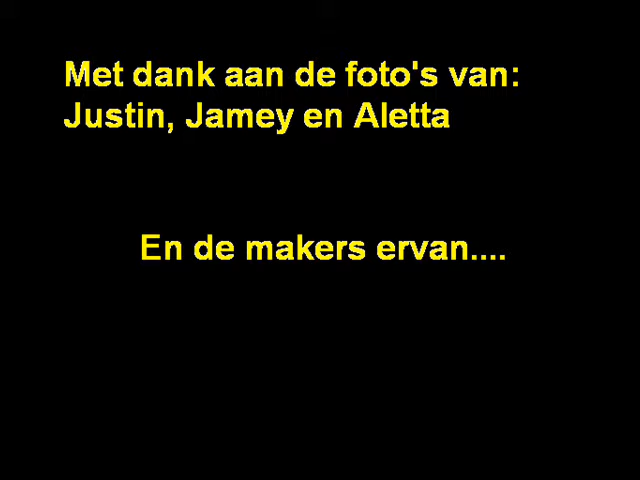 Met dank aan de foto's van:
Justin, Jamey en Aletta
En de makers ervan....